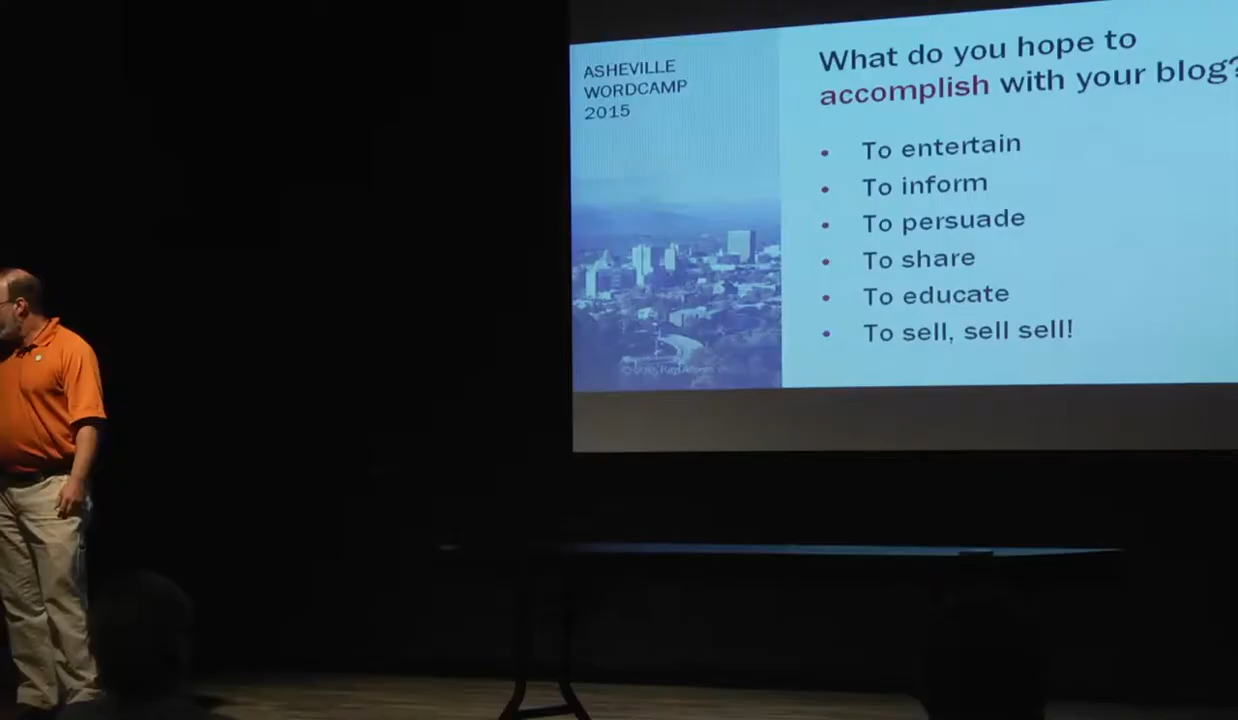 ASHEVILLE
WORDCAMP
2015
What do you hope to
accomplish with your blog?
• To entertain
• To inform
• To persuade
• To share
• To educate
• To sell, sell sell!